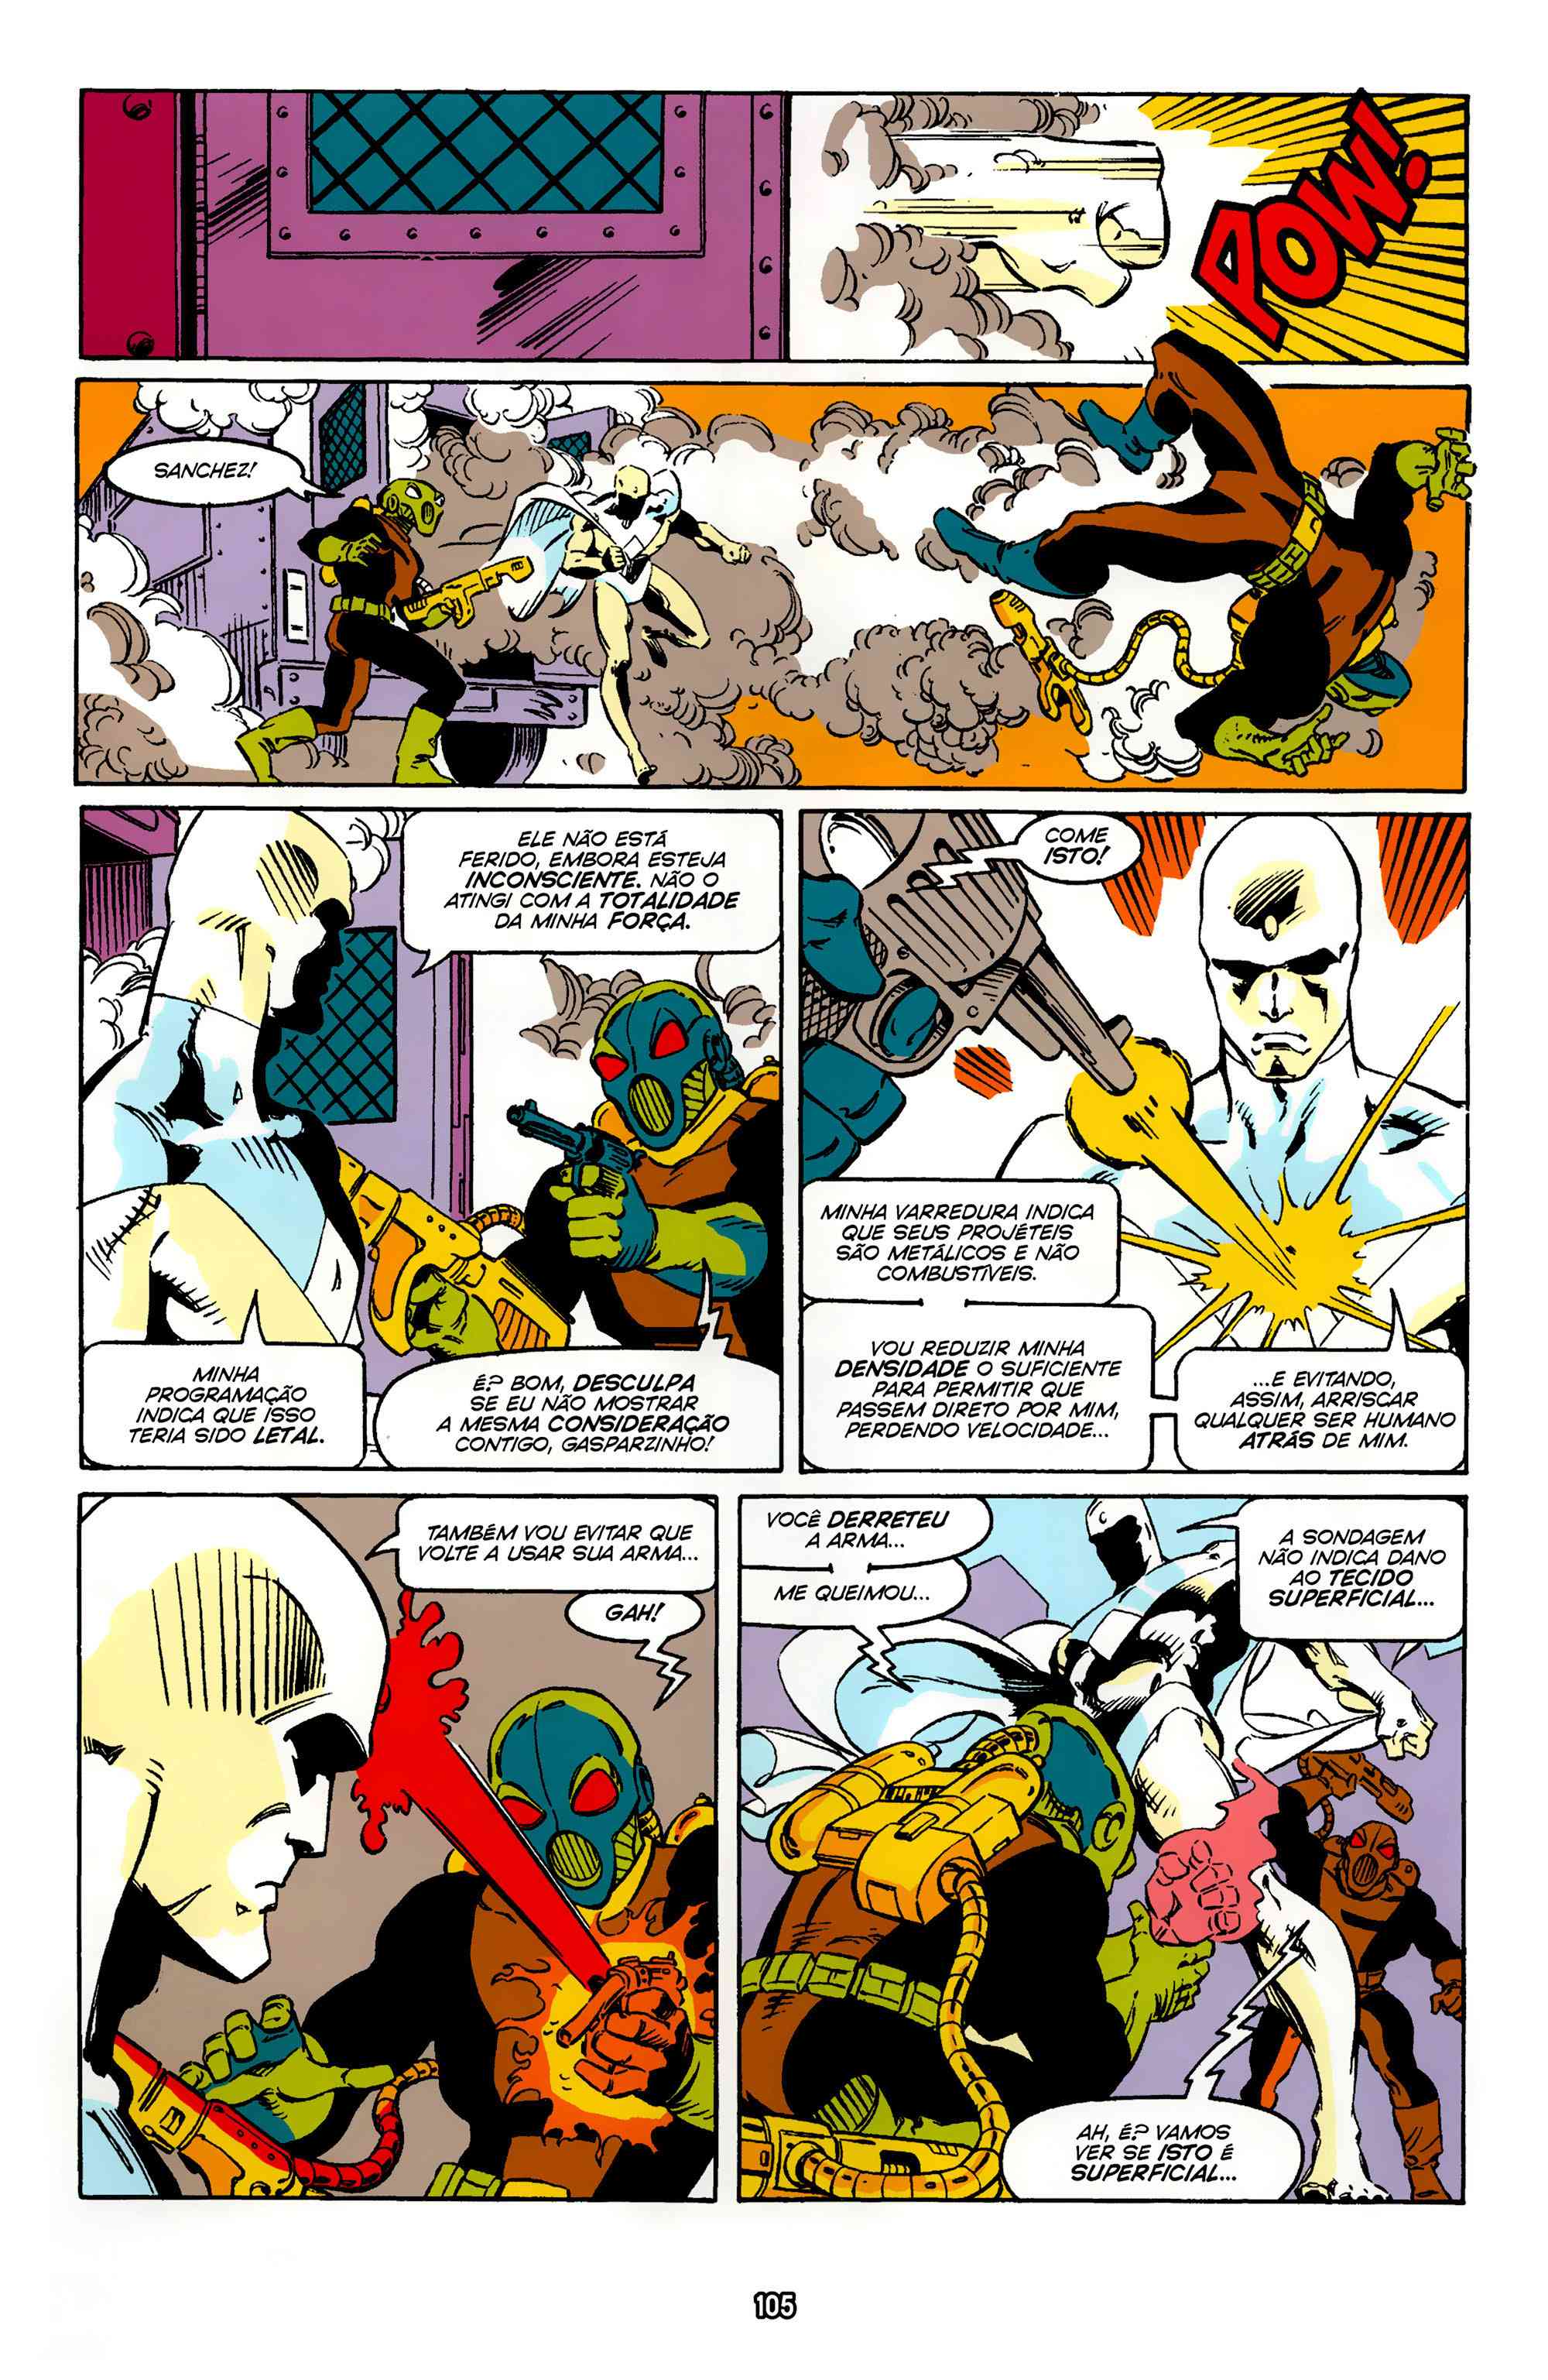 POW!
SANCHEZ!
ELE NÃO ESTÁ
FERIDO, EMBORA ESTEJA
INCONSCIENTE. NÃO O
ATINGI COM A TOTALIDADE
DA MINHA FORÇA.
MINHA
PROGRAMAÇÃO
INDICA QUE ISSO
TERIA SIDO LETAL.
É? BOM, DESCULPA
SE EU NÃO MOSTRAR
A MESMA CONSIDERAÇÃO
CONTIGO, GASPARZINHO!
COME
ISTO!
MINHA VARREDURA INDICA
QUE SEUS PROJÉTEIS
SÃO METÁLICOS E NÃO
COMBUSTÍVEIS.
VOU REDUZIR MINHA
DENSIDADE O SUFICIENTE
PARA PERMITIR QUE
PASSEM DIRETO POR MIM,
PERDENDO VELOCIDADE...
...E EVITANDO,
ASSIM, ARRISCAR
QUALQUER SER HUMANO
ATRÁS DE MIM.
TAMBÉM VOU EVITAR QUE
VOLTE A USAR SUA ARMA...
GAH!
VOCÊ DERRETEU
A ARMA...
ME QUEIMOU...
A SONDAGEM
NÃO INDICA DANO
AO TECIDO
SUPERFICIAL...
AH, É? VAMOS
VER SE ISTO É
SUPERFICIAL...
105